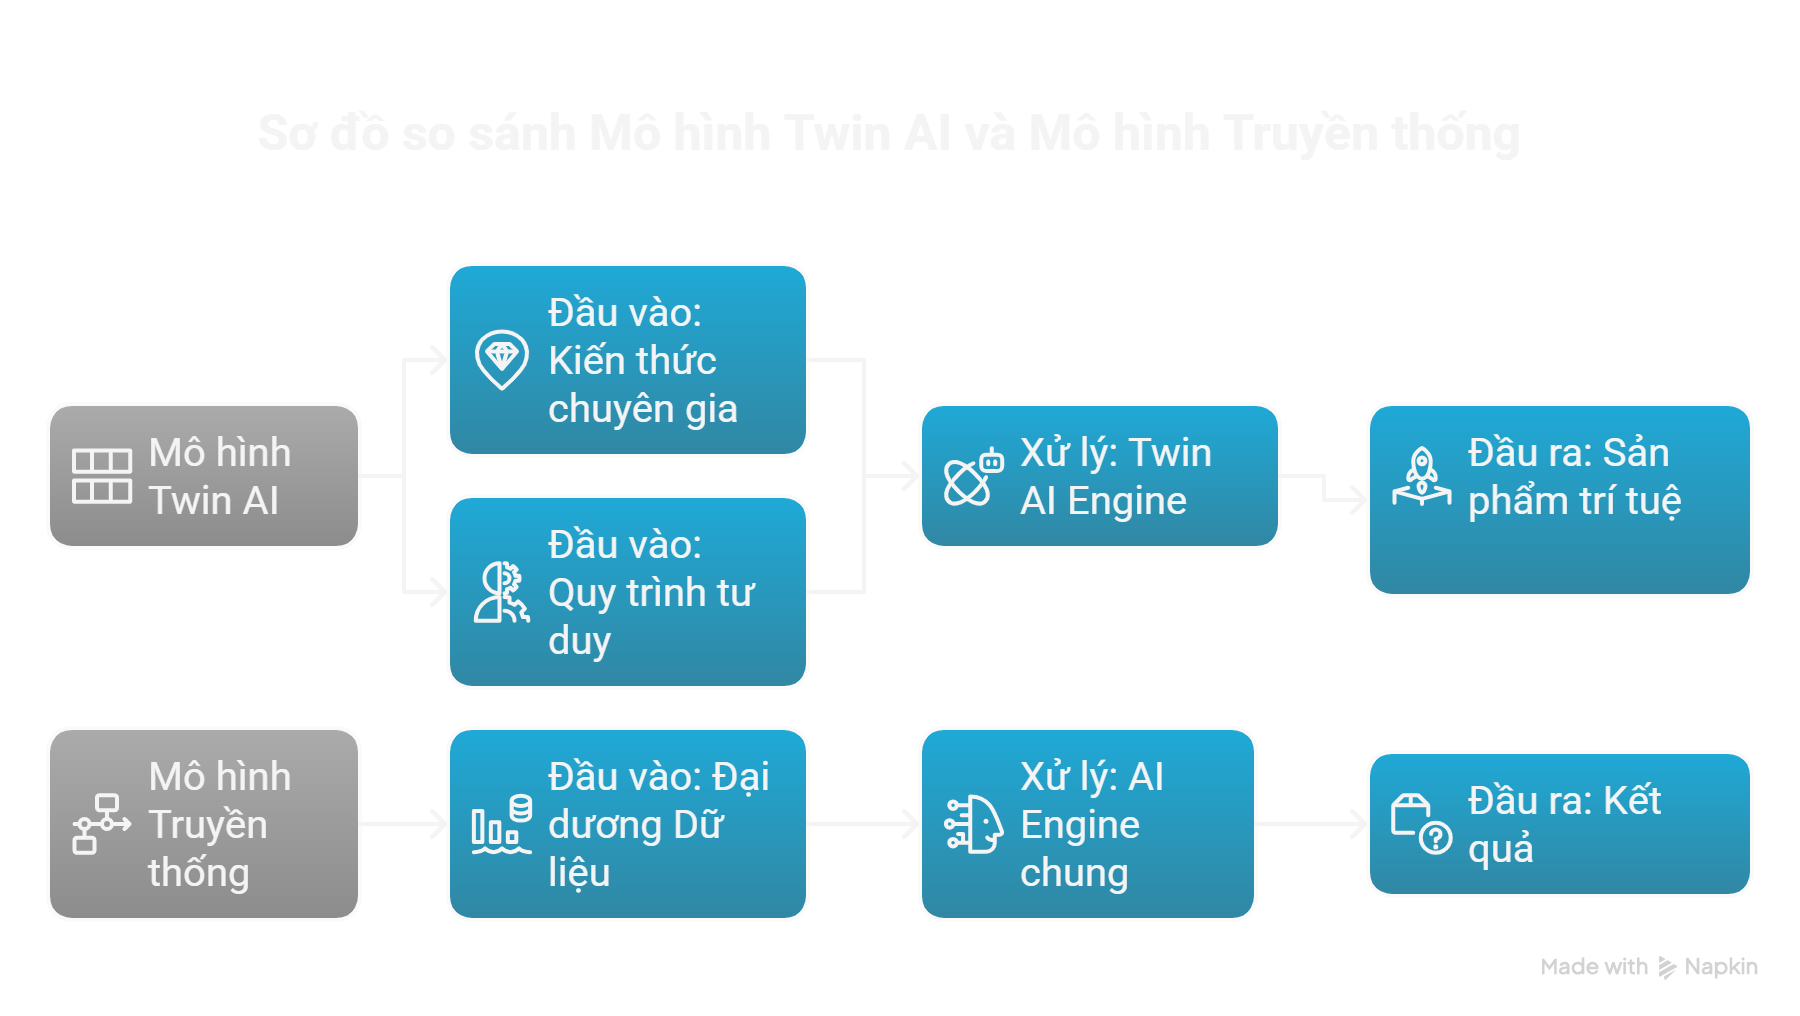 Sơ đồ so sánh Mô hình Twin AI và Mô hình Truyền thống
Mô hình
Twin AI
Đầu vào:
Kiến thức
chuyên gia
Đầu vào:
Quy trình tư
duy
Xử lý: Twin
AI Engine
Đầu ra: Sản
phẩm trí tuệ
Mô hình
Truyền
thống
Đầu vào: Đại
dương Dữ
liệu
Xử lý: AI
Engine
chung
Đầu ra: Kết
quả
Made with Napkin